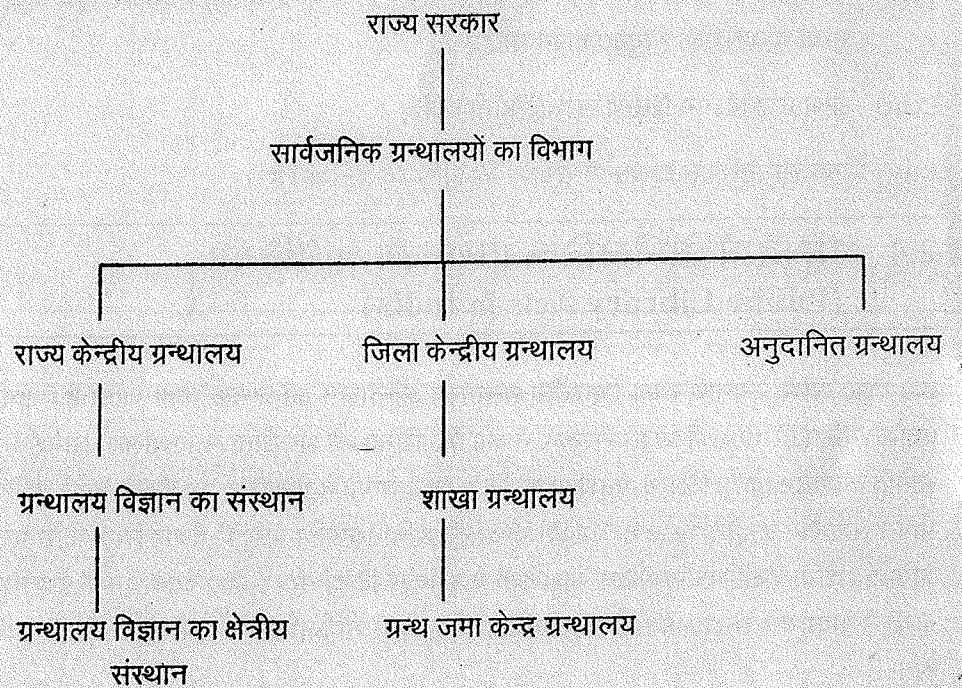 राज्य सरकार
सार्वजनिक ग्रन्थालयों का विभाग
राज्य केन्द्रीय ग्रन्थालय
जिला केन्द्रीय ग्रन्थालय
अनुदानित ग्रन्थालय
ग्रन्थालय विज्ञान का संस्थान
शाखा ग्रन्थालय
ग्रन्थालय विज्ञान का क्षेत्रीय
संस्थान
ग्रन्थ जमा केन्द्र ग्रन्थालय